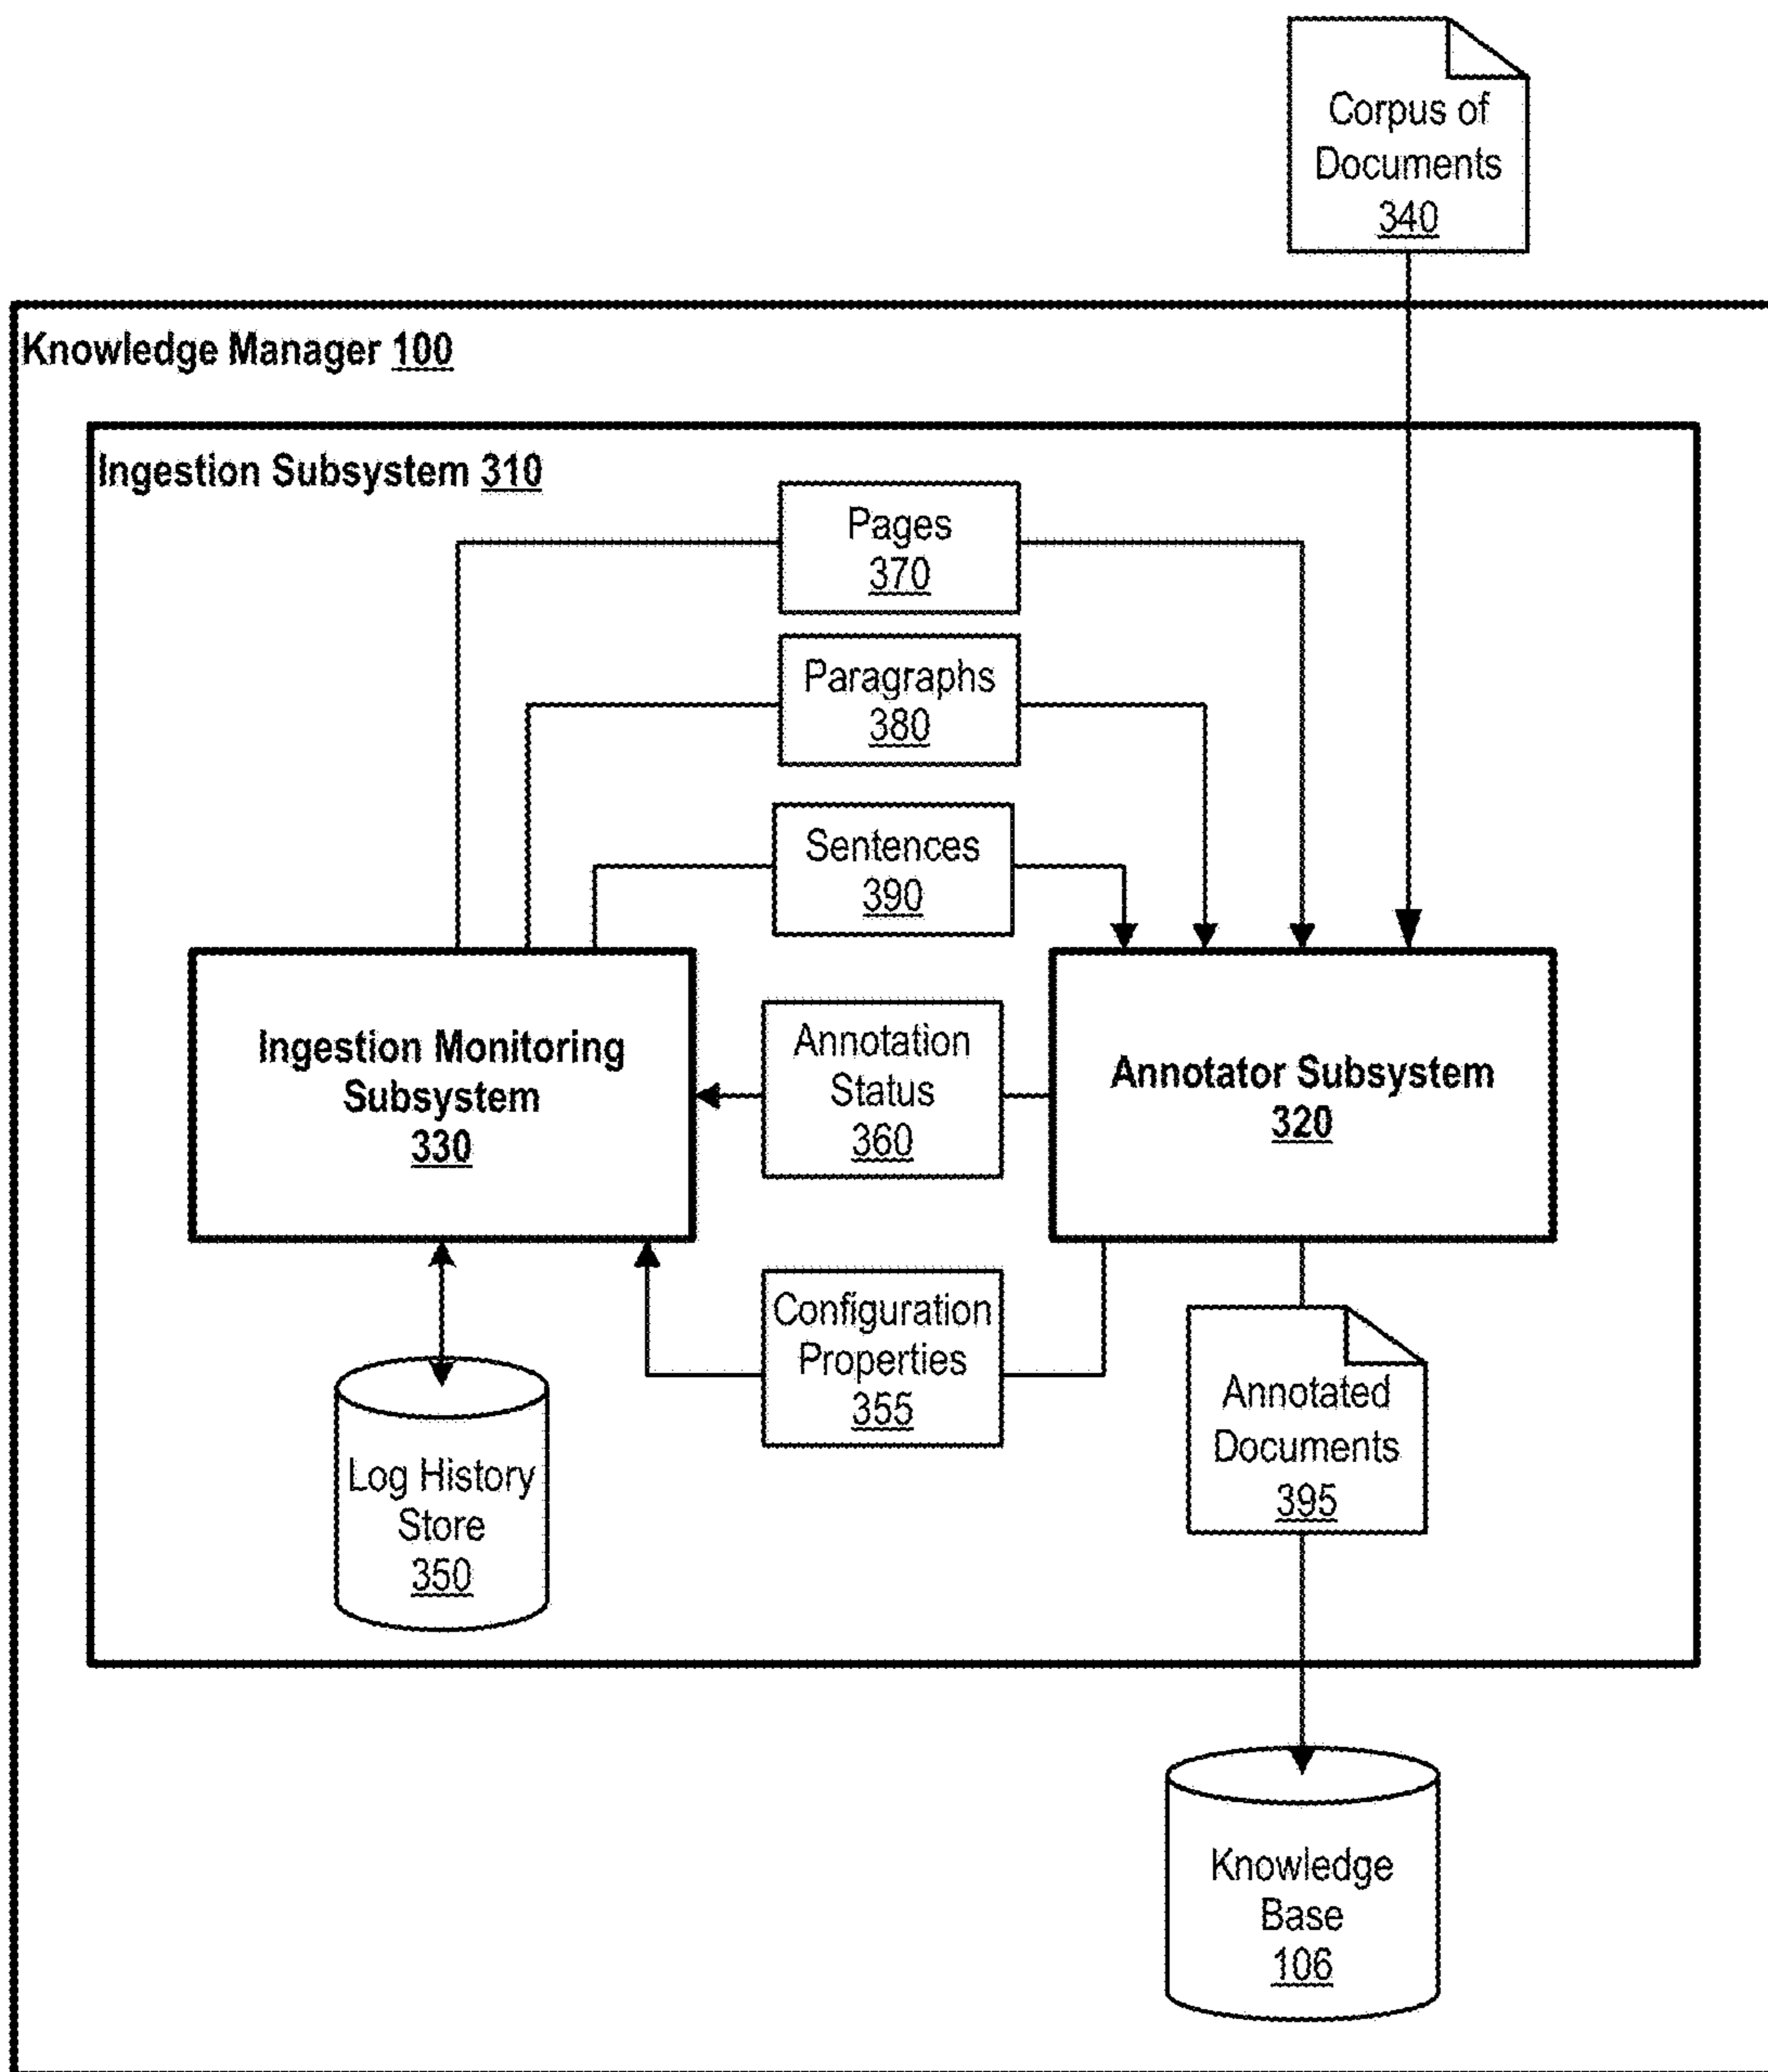 Corpus of
Documents
340
Knowledge Manager 100
Ingestion Subsystem 310
Pages
370
Paragraphs
380
Sentences
390
Ingestion Monitoring
Subsystem
330
Annotation
Status
360
Annotator Subsystem
320
Configuration
Properties
355
Log History
Store
350
Annotated
Documents
395
Knowledge
Base
106